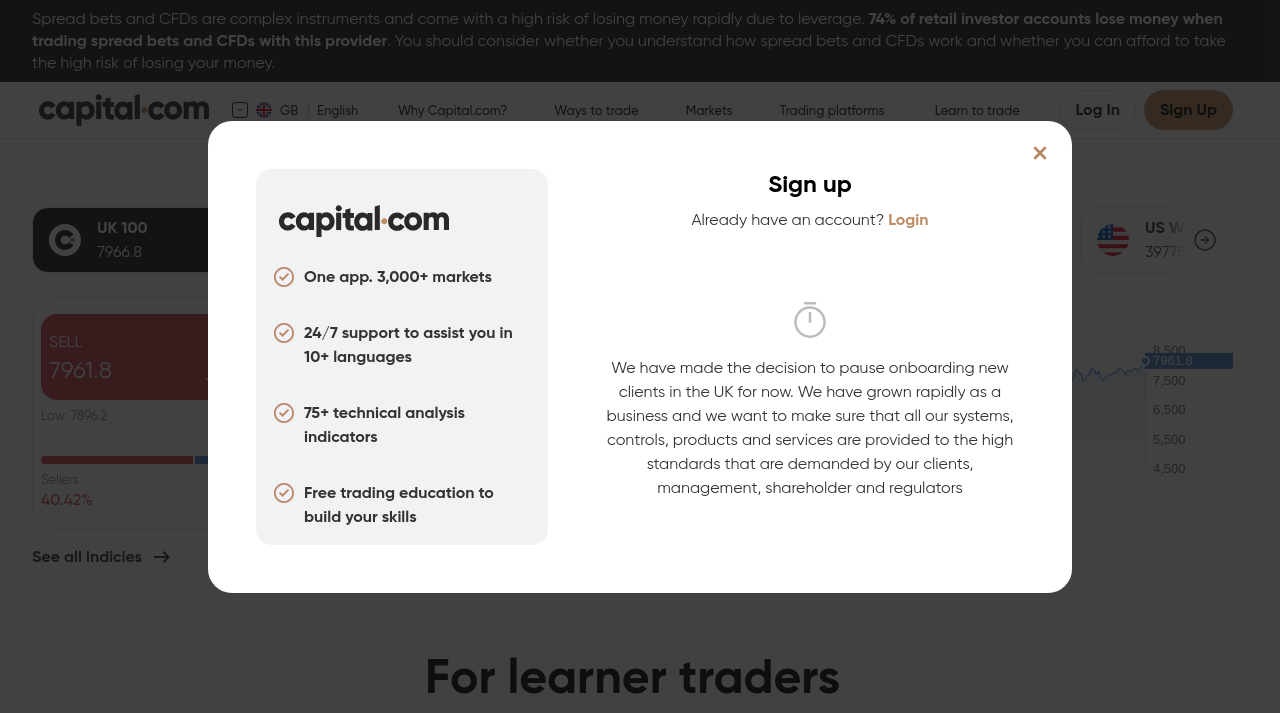 Spread bets and CFDs are complex instruments and come with a high risk of losing money rapidly due to leverage. 74% of retail investor accounts lose money when
trading spread bets and CFDs with this provider. You should consider whether you understand how spread bets and CFDs work and whether you can afford to take
the high risk of losing your money.
capital.com
GB
English
Why Capital.com?
Ways to trade
Markets
Trading platforms
Learn to trade
Log In
Sign Up
UK 100
7966.8
US W
3977
SELL
7961.8
Low: 7896.2
Sellers
40.42%
See all indicies
8,500
7961.8
7,500
6,500
5,500
4,500
capital.com
One app. 3,000+ markets
24/7 support to assist you in
10+ languages
75+ technical analysis
indicators
Free trading education to
build your skills
Sign up
Already have an account? Login
We have made the decision to pause onboarding new
clients in the UK for now. We have grown rapidly as a
business and we want to make sure that all our systems,
controls, products and services are provided to the high
standards that are demanded by our clients,
management, shareholder and regulators
For learner traders